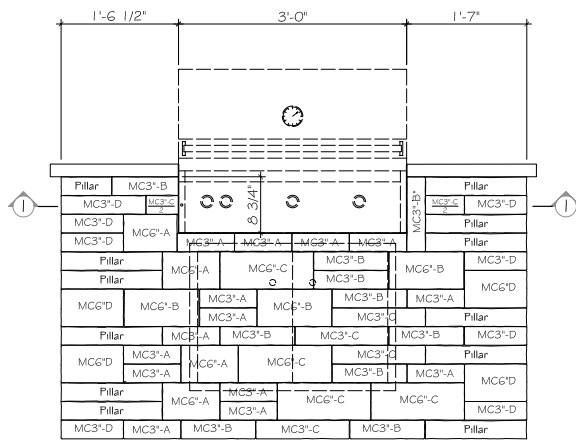 1'-6 1/2" 3'-0" 1'-7"
8 3/4"
Pillar MC3"-B MC3"-B" Pillar
1 MC3"-D MC3"-C/2 MC3"-C/2 MC3"-D 1
MC3"-D MC6"-A Pillar
MC3"-D MC3"-A MC3"-A MC3"-A MC3"-A Pillar
Pillar MC6"-A MC6"-C MC3"-B MC6"-B MC3"-D
Pillar MC3"-B MC6"D
MC6"D MC6"-B MC3"-A MC6"-B MC3"-B MC3"-A
MC3"-A MC3"-C Pillar
Pillar MC3"-A MC3"-B MC3"-C MC3"-B MC3"-D
MC6"D MC3"-A MC6"-A MC6"-C MC3"-C Pillar
MC3"-A MC3"-B MC3"-A MC6"D
Pillar MC6"-A MC3"-A MC6"-C MC6"-C
Pillar MC3"-A MC3"-D
MC3"-D MC3"-A MC3"-B MC3"-C MC3"-B Pillar